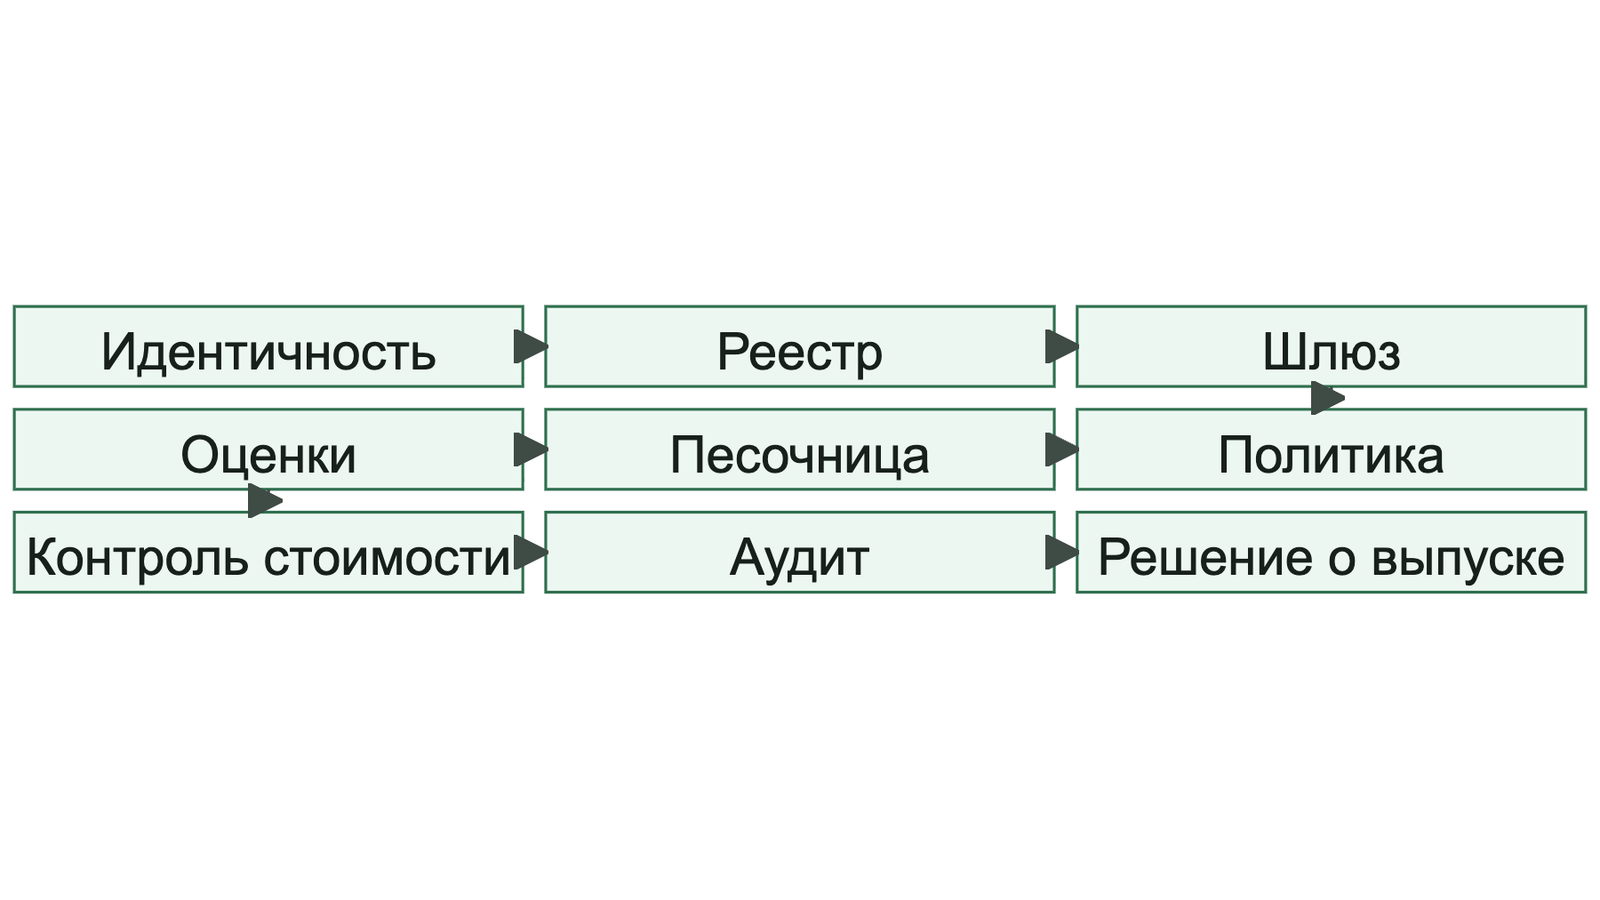 Идентичность
Реестр
Шлюз
Оценки
Песочница
Политика
Контроль стоимости
Аудит
Решение о выпуске